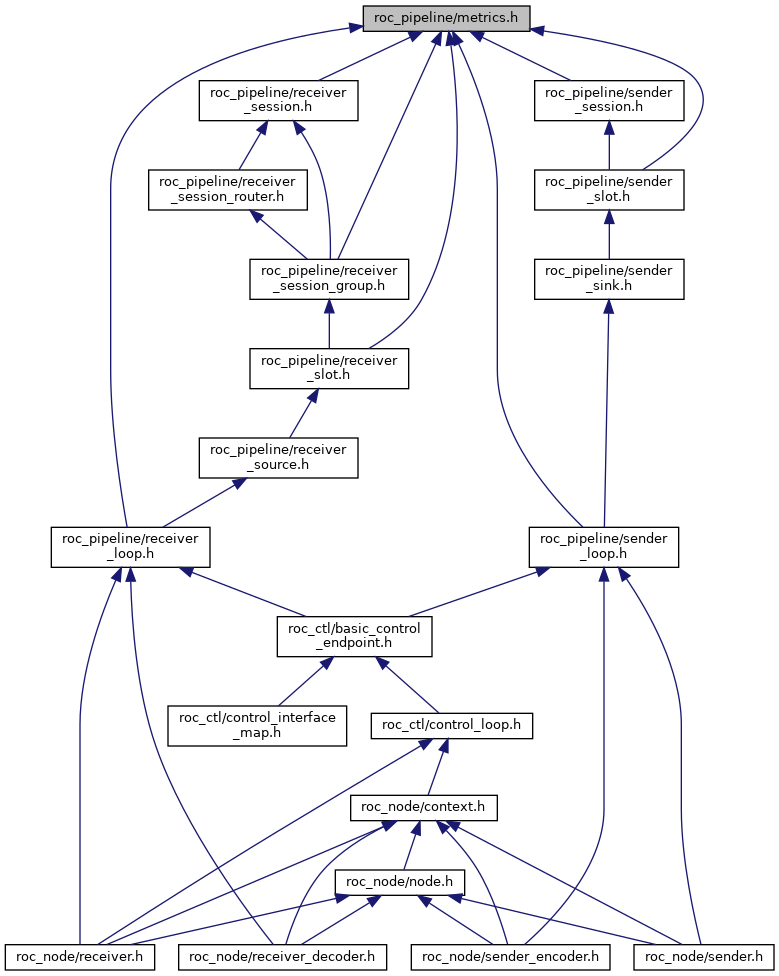 roc_pipeline/metrics.h
roc_pipeline/receiver
_session.h
roc_pipeline/sender
_session.h
roc_pipeline/receiver
_session_router.h
roc_pipeline/sender
_slot.h
roc_pipeline/receiver
_session_group.h
roc_pipeline/sender
_sink.h
roc_pipeline/receiver
_slot.h
roc_pipeline/receiver
_source.h
roc_pipeline/receiver
_loop.h
roc_pipeline/sender
_loop.h
roc_ctl/basic_control
_endpoint.h
roc_ctl/control_interface
_map.h
roc_ctl/control_loop.h
roc_node/context.h
roc_node/node.h
roc_node/receiver.h
roc_node/receiver_decoder.h
roc_node/sender_encoder.h
roc_node/sender.h